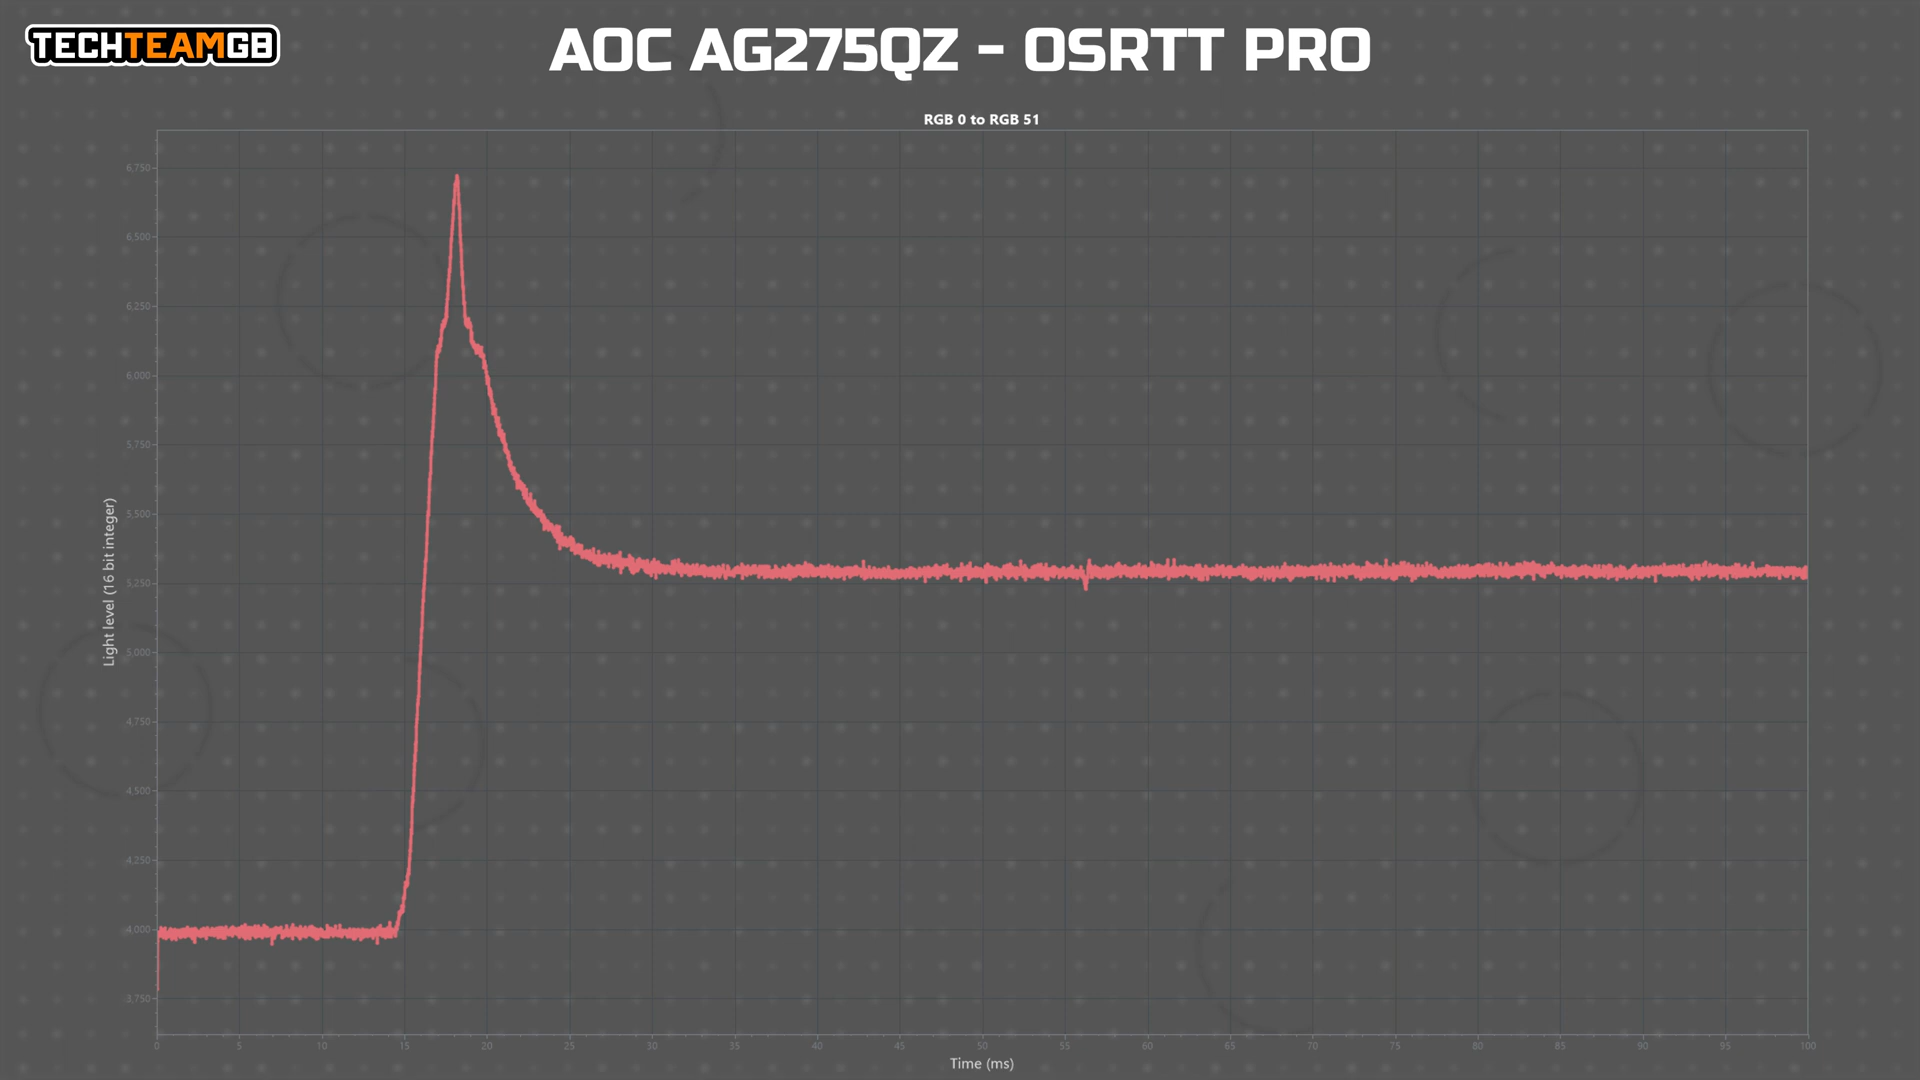 TECHTEAMGB
AOC AG275QZ - OSRTT PRO
RGB 0 to RGB 51
6,750
6,500
6,250
6,000
5,750
5,500
5,250
5,000
4,750
4,500
4,250
4,000
3,750
Light level (16 bit integer)
0 5 10 15 20 25 30 35 40 45 50 55 60 65 70 75 80 85 90 95 100
Time (ms)